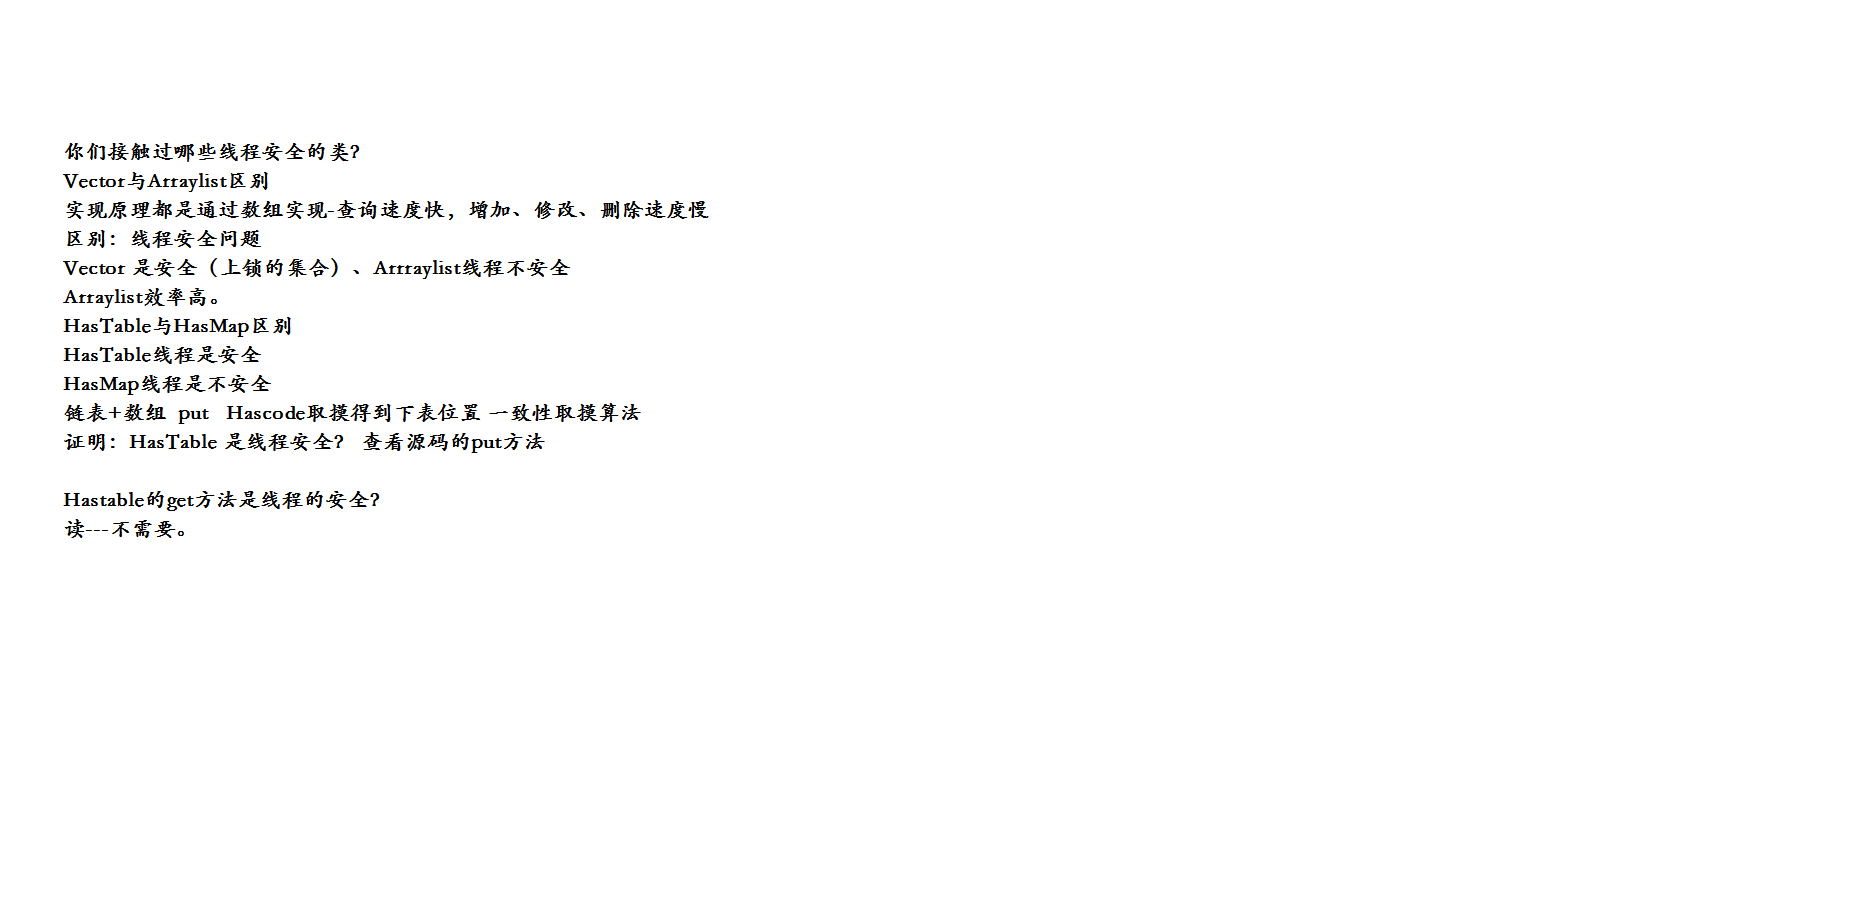 你们接触过哪些线程安全的类?
Vector与Arraylist区别
实现原理都是通过数组实现-查询速度快，增加、修改、删除速度慢
区别：线程安全问题
Vector 是安全（上锁的集合）、Arrraylist线程不安全
Arraylist效率高。
HasTable与HasMap区别
HasTable线程是安全
HasMap线程是不安全
链表+数组 put Hascode取摸得到下表位置 一致性取摸算法
证明：HasTable 是线程安全？ 查看源码的put方法
Hastable的get方法是线程的安全?
读---不需要。